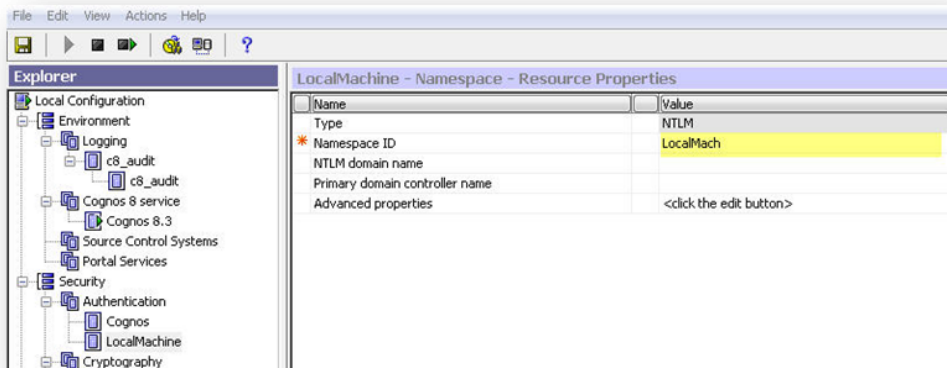 File Edit View Actions Help
?
Explorer
Local Configuration
Environment
Logging
c8_audit
c8_audit
Cognos 8 service
Cognos 8.3
Source Control Systems
Portal Services
Security
Authentication
Cognos
LocalMachine
Cryptography
LocalMachine - Namespace - Resource Properties
Name Value
Type NTLM
* Namespace ID LocalMach
NTLM domain name
Primary domain controller name
Advanced properties <click the edit button>